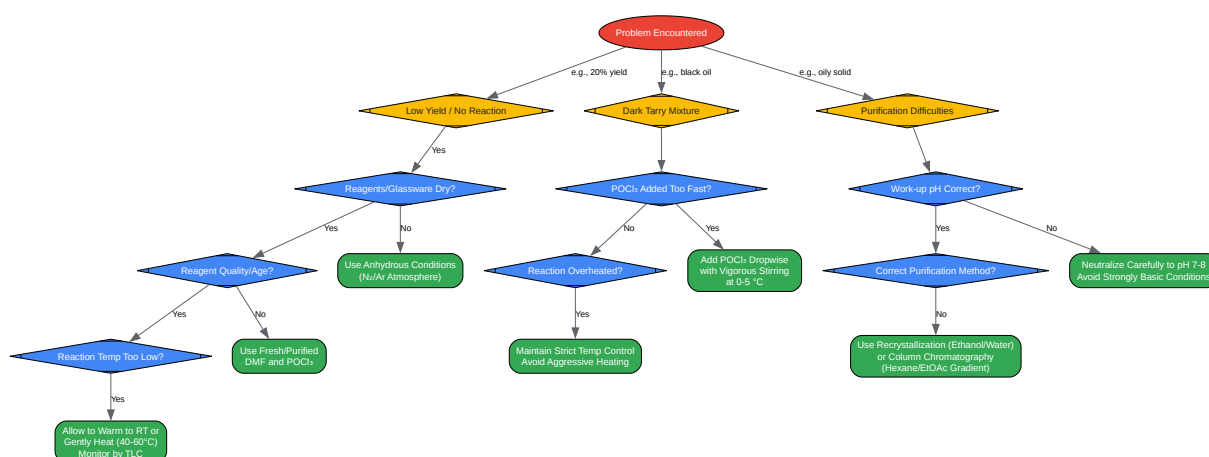 Problem Encountered
e.g., 20% yield
e.g., black oil
e.g., oily solid
Low Yield / No Reaction
Dark Tarry Mixture
Purification Difficulties
Yes
Reagents/Glassware Dry?
POCl₃ Added Too Fast?
Work-up pH Correct?
Yes
No
No
Yes
Yes
No
Reagent Quality/Age?
Use Anhydrous Conditions
(N₂/Ar Atmosphere)
Reaction Overheated?
Add POCl₃ Dropwise
with Vigorous Stirring
at 0-5 °C
Correct Purification Method?
Neutralize Carefully to pH 7-8
Avoid Strongly Basic Conditions
Yes
No
Yes
No
Reaction Temp Too Low?
Use Fresh/Purified
DMF and POCl₃
Maintain Strict Temp Control
Avoid Aggressive Heating
Use Recrystallization (Ethanol/Water)
or Column Chromatography
(Hexane/EtOAc Gradient)
Yes
Allow to Warm to RT or
Gently Heat (40-60°C)
Monitor by TLC